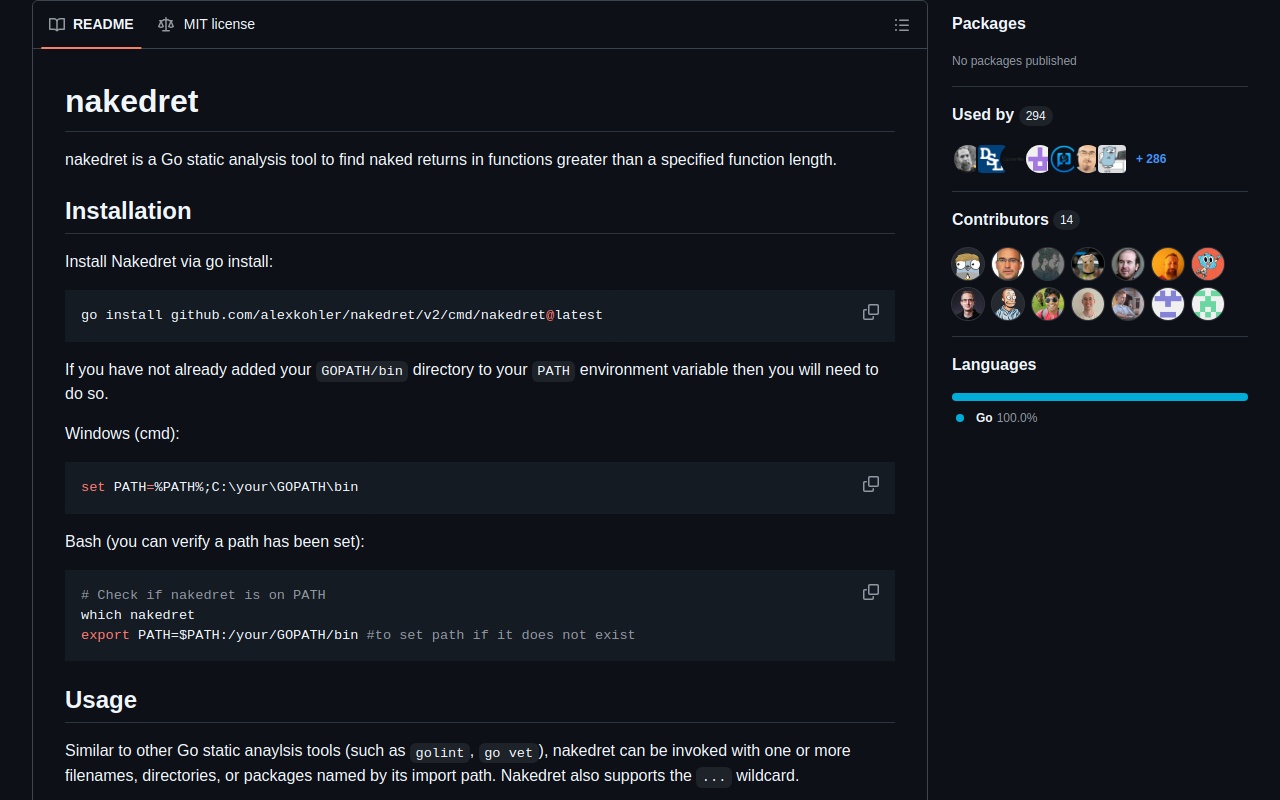 README
MIT license
nakedret
nakedret is a Go static analysis tool to find naked returns in functions greater than a specified function length.
Installation
Install Nakedret via go install:
go install github.com/alexkohler/nakedret/v2/cmd/nakedret@latest
If you have not already added your GOPATH/bin directory to your PATH environment variable then you will need to
do so.
Windows (cmd):
set PATH=%PATH%;C:\your\GOPATH\bin
Bash (you can verify a path has been set):
# Check if nakedret is on PATH
which nakedret
export PATH=$PATH:/your/GOPATH/bin #to set path if it does not exist
Usage
Similar to other Go static anaylsis tools (such as golint, go vet), nakedret can be invoked with one or more
filenames, directories, or packages named by its import path. Nakedret also supports the ... wildcard.
Packages
No packages published
Used by 294
DSL
+ 286
Contributors 14
Languages
Go 100.0%